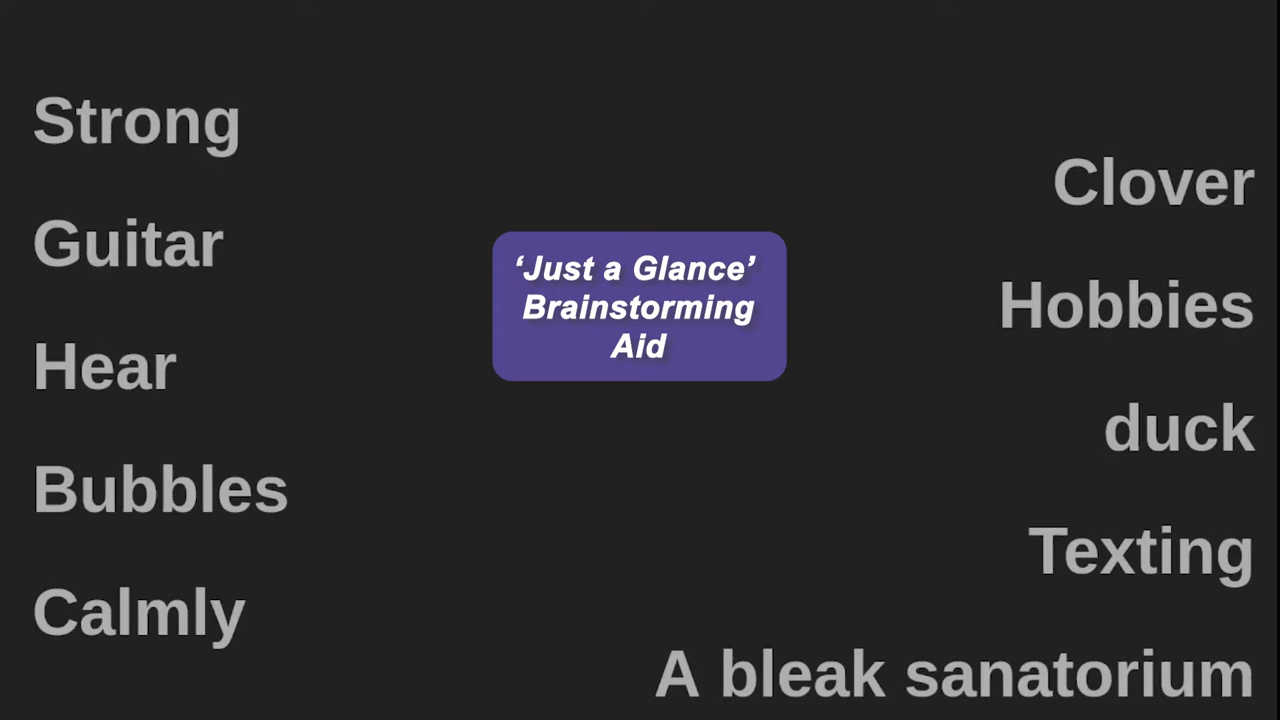 Strong
Guitar
Hear
Bubbles
Calmly
‘Just a Glance’
Brainstorming
Aid
Clover
Hobbies
duck
Texting
A bleak sanatorium